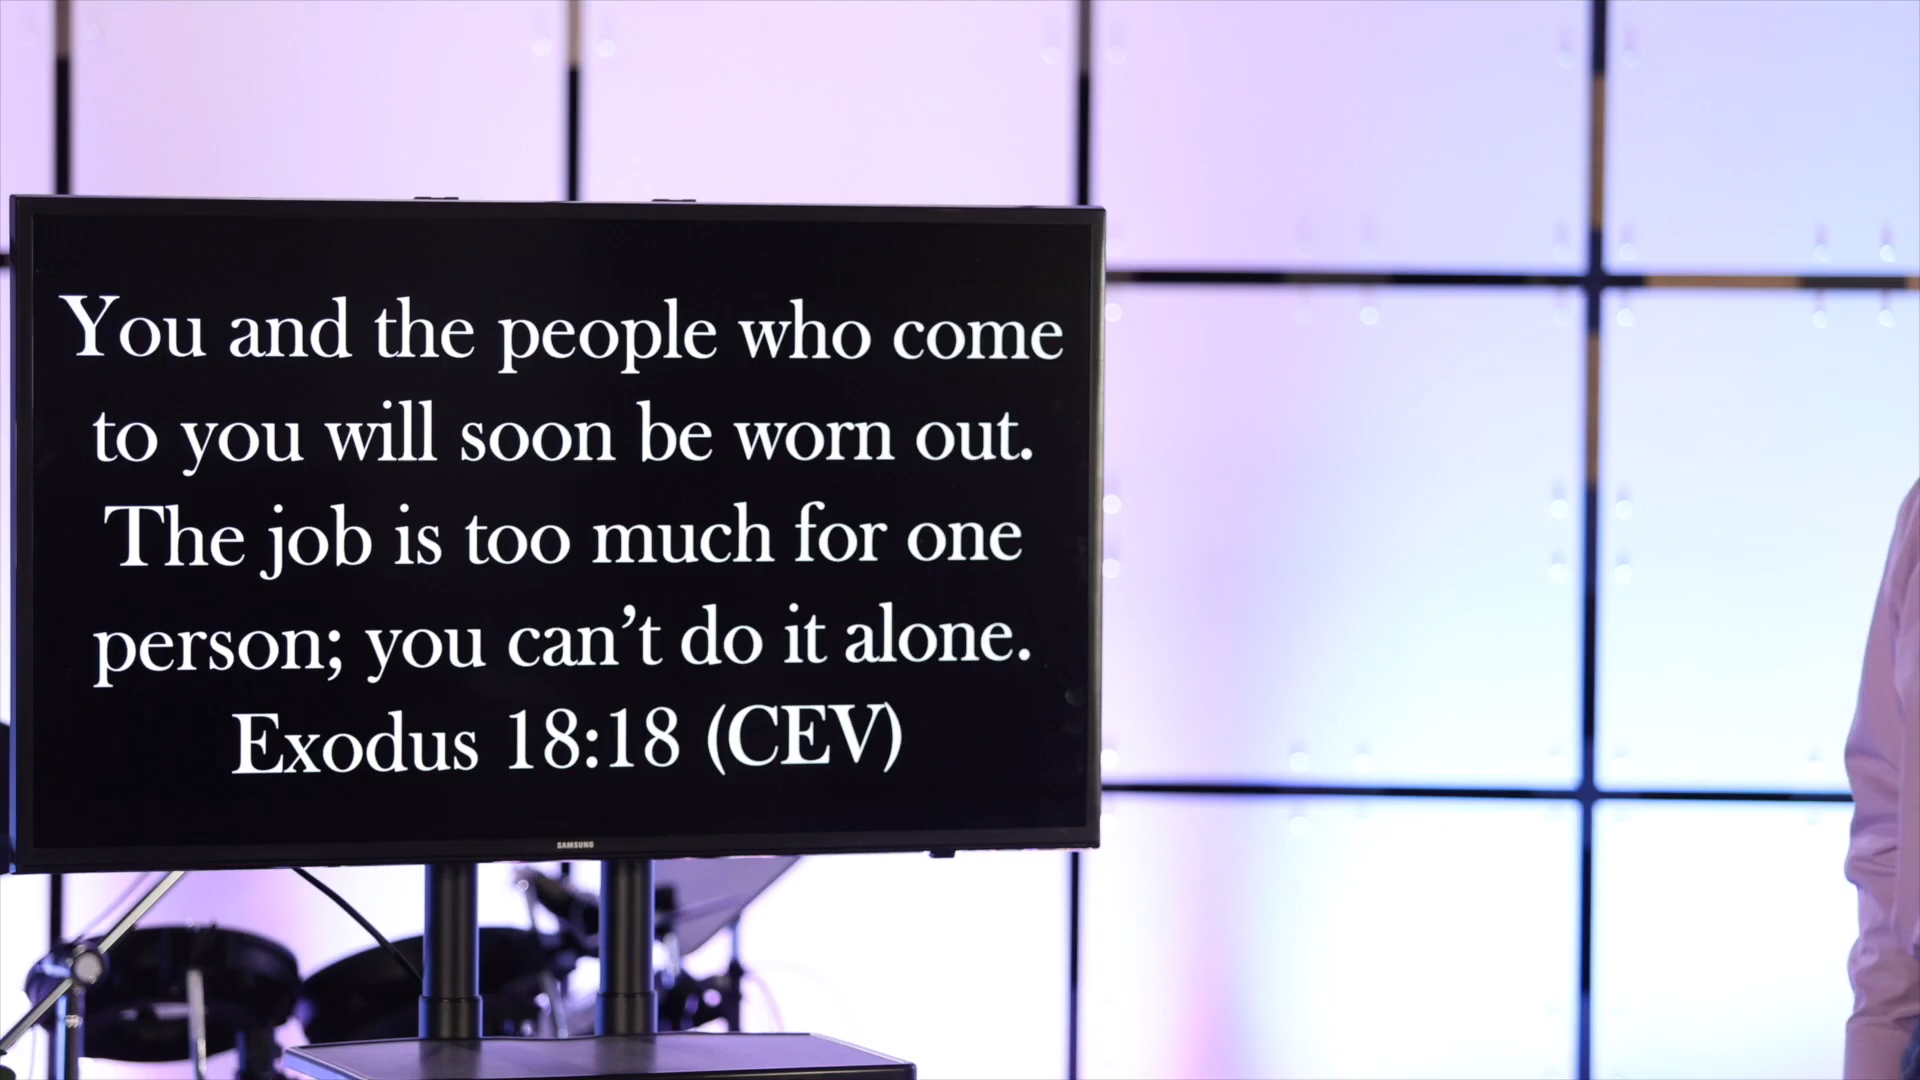 You and the people who come
to you will soon be worn out.
The job is too much for one
person; you can’t do it alone.
Exodus 18:18 (CEV)
SAMSUNG